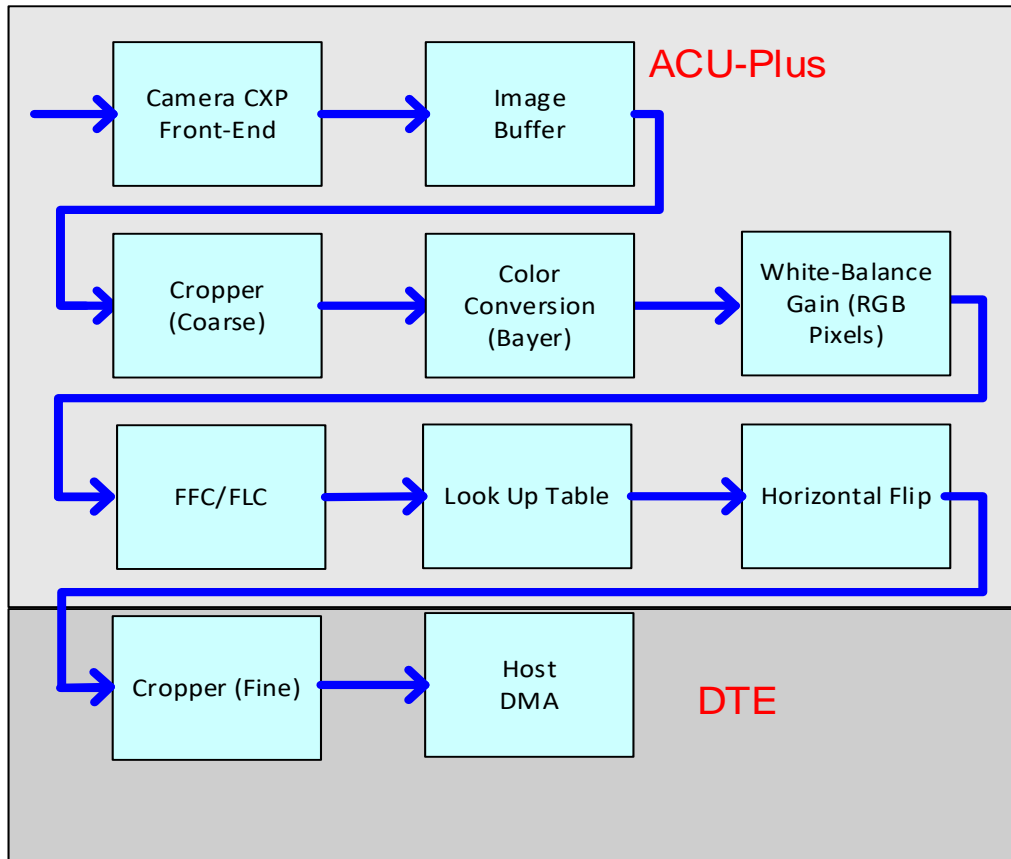 ACU-Plus
Camera CXP
Front-End
Image
Buffer
Cropper
(Coarse)
Color
Conversion
(Bayer)
White-Balance
Gain (RGB
Pixels)
FFC/FLC
Look Up Table
Horizontal Flip
Cropper (Fine)
Host
DMA
DTE